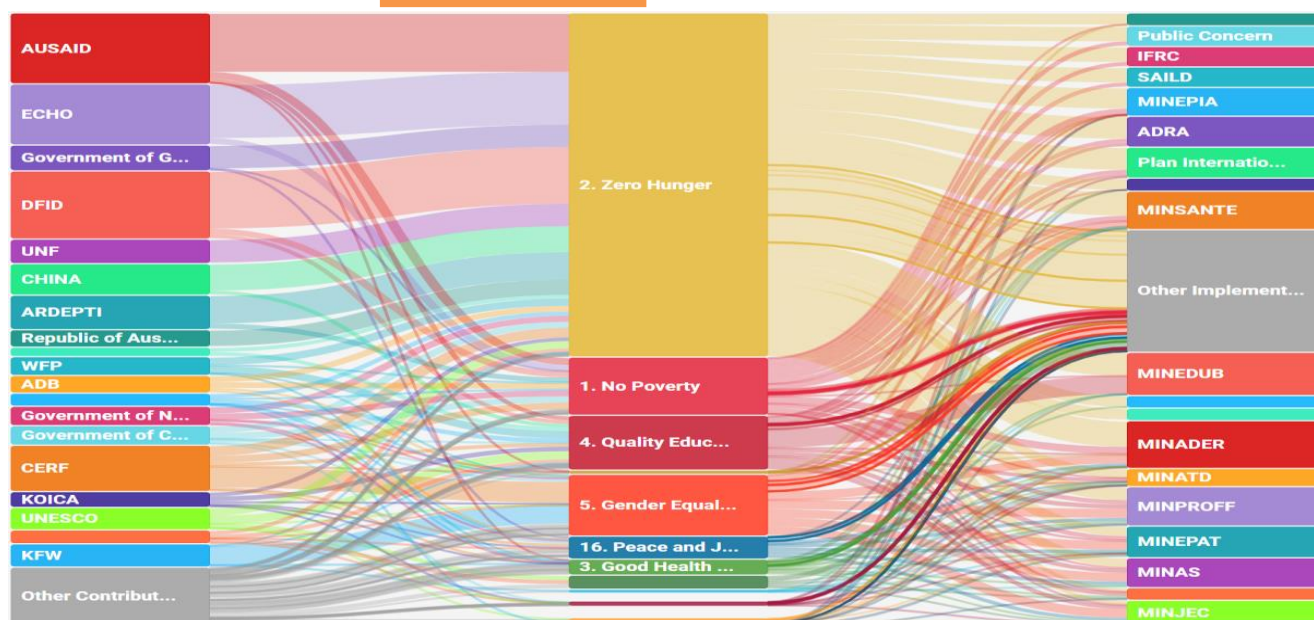 AUSAID
ECHO
Government of G...
DFID
UNF
CHINA
ARDEPTI
Republic of Aus...
WFP
ADB
Government of N...
Government of C...
CERF
KOICA
UNESCO
KFW
Other Contribut...
2. Zero Hunger
1. No Poverty
4. Quality Educ...
5. Gender Equal...
16. Peace and J...
3. Good Health ...
Public Concern
IFRC
SAILD
MINEPIA
ADRA
Plan Internatio...
MINSANTE
Other Implement...
MINEDUB
MINADER
MINATD
MINPROFF
MINEPAT
MINAS
MINJEC